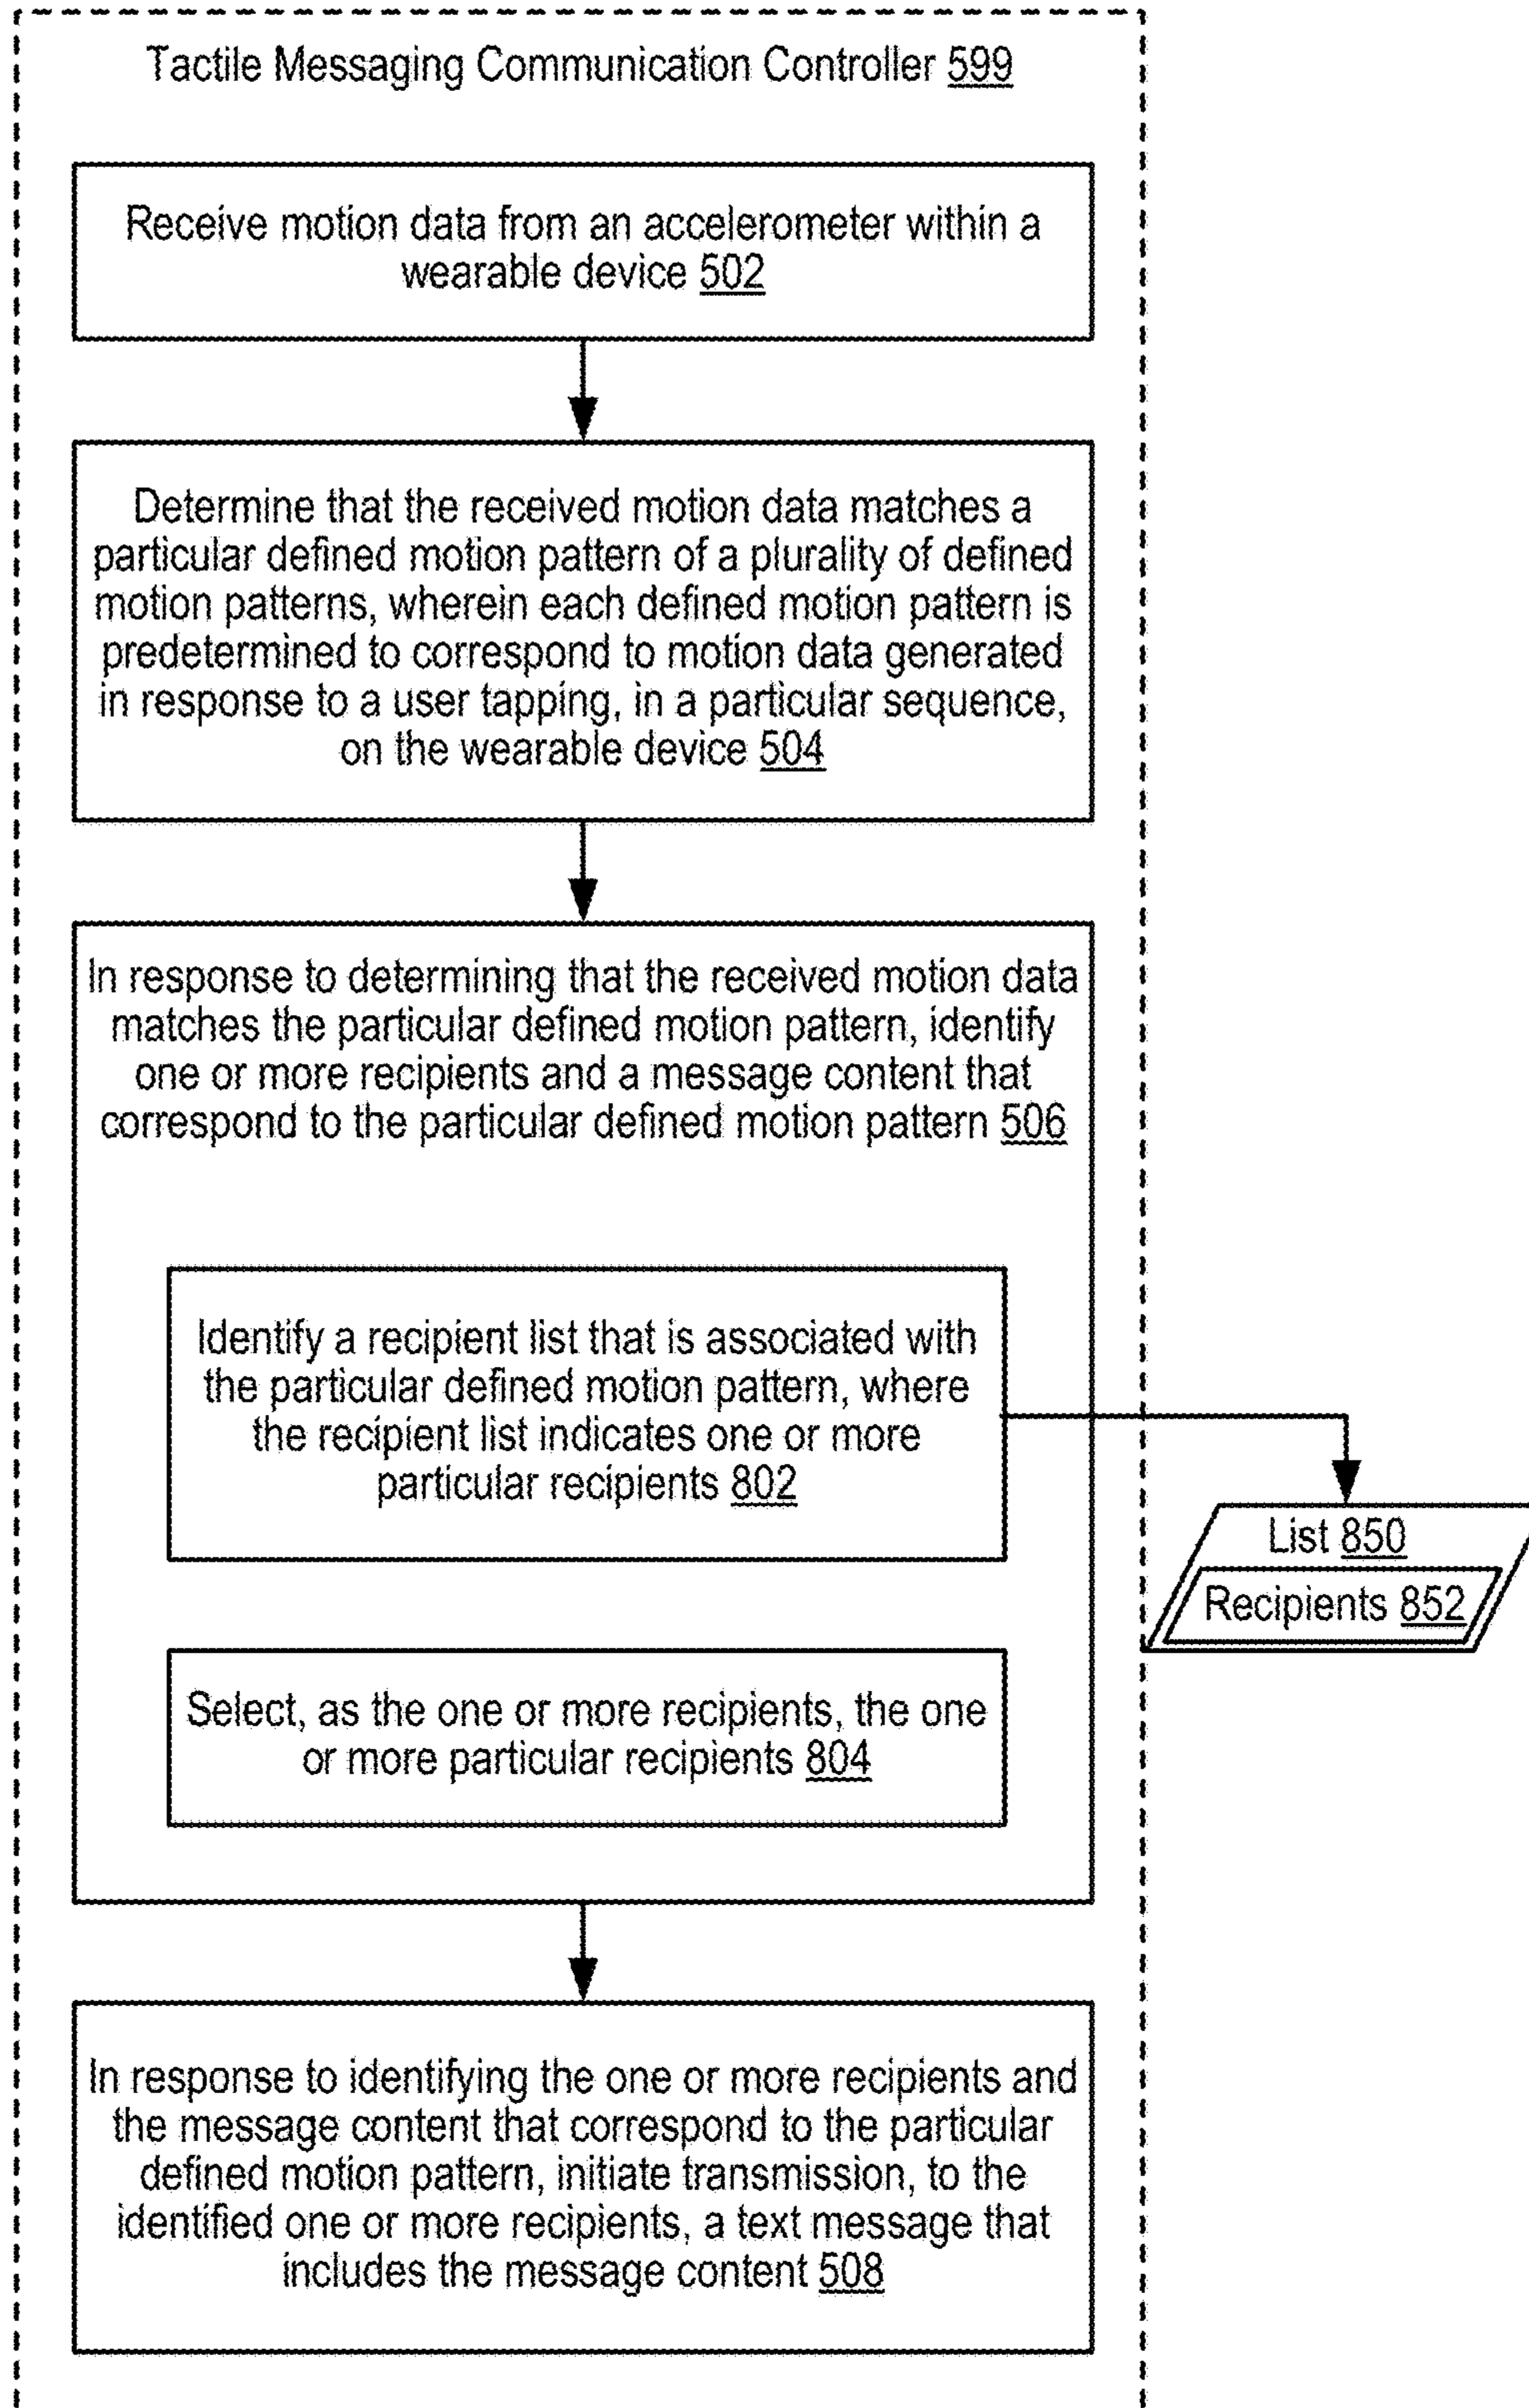 Tactile Messaging Communication Controller 599
Receive motion data from an accelerometer within a
wearable device 502
Determine that the received motion data matches a
particular defined motion pattern of a plurality of defined
motion patterns, wherein each defined motion pattern is
predetermined to correspond to motion data generated
in response to a user tapping, in a particular sequence,
on the wearable device 504
In response to determining that the received motion data
matches the particular defined motion pattern, identify
one or more recipients and a message content that
correspond to the particular defined motion pattern 506
Identify a recipient list that is associated with
the particular defined motion pattern, where
the recipient list indicates one or more
particular recipients 802
List 850
Recipients 852
Select, as the one or more recipients, the one
or more particular recipients 804
In response to identifying the one or more recipients and
the message content that correspond to the particular
defined motion pattern, initiate transmission, to the
identified one or more recipients, a text message that
includes the message content 508